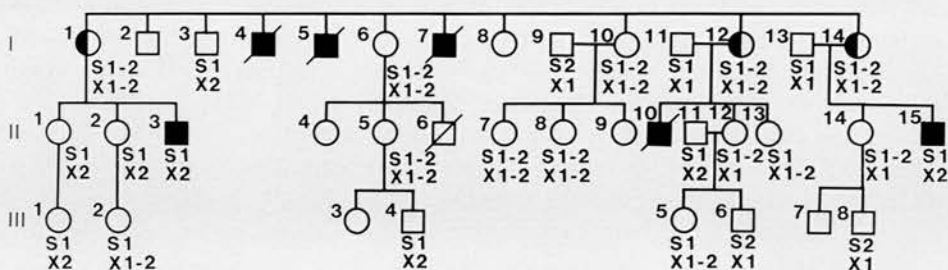 I 1 2 3 4 5 6 7 8 9 10 11 12 13 14
S1 S1-2 S2 S1-2 S1 S1-2 S1 S1-2
X2 X1-2 X1 X1-2 X1 X1-2 X1 X1-2
S1-2
X1-2
II 1 2 3 4 5 6 7 8 9 10 11 12 13 14 15
S1 S1 S1 S1-2 S1-2 S1-2 S1 S1-2 S1 S1-2 S1
X2 X2 X2 X1-2 X1-2 X1-2 X2 X1 X1-2 X1 X2
III 1 2 3 4 5 6 7 8
S1 S1 S1 S1 S2 S2
X2 X1-2 X2 X1-2 X1 X1